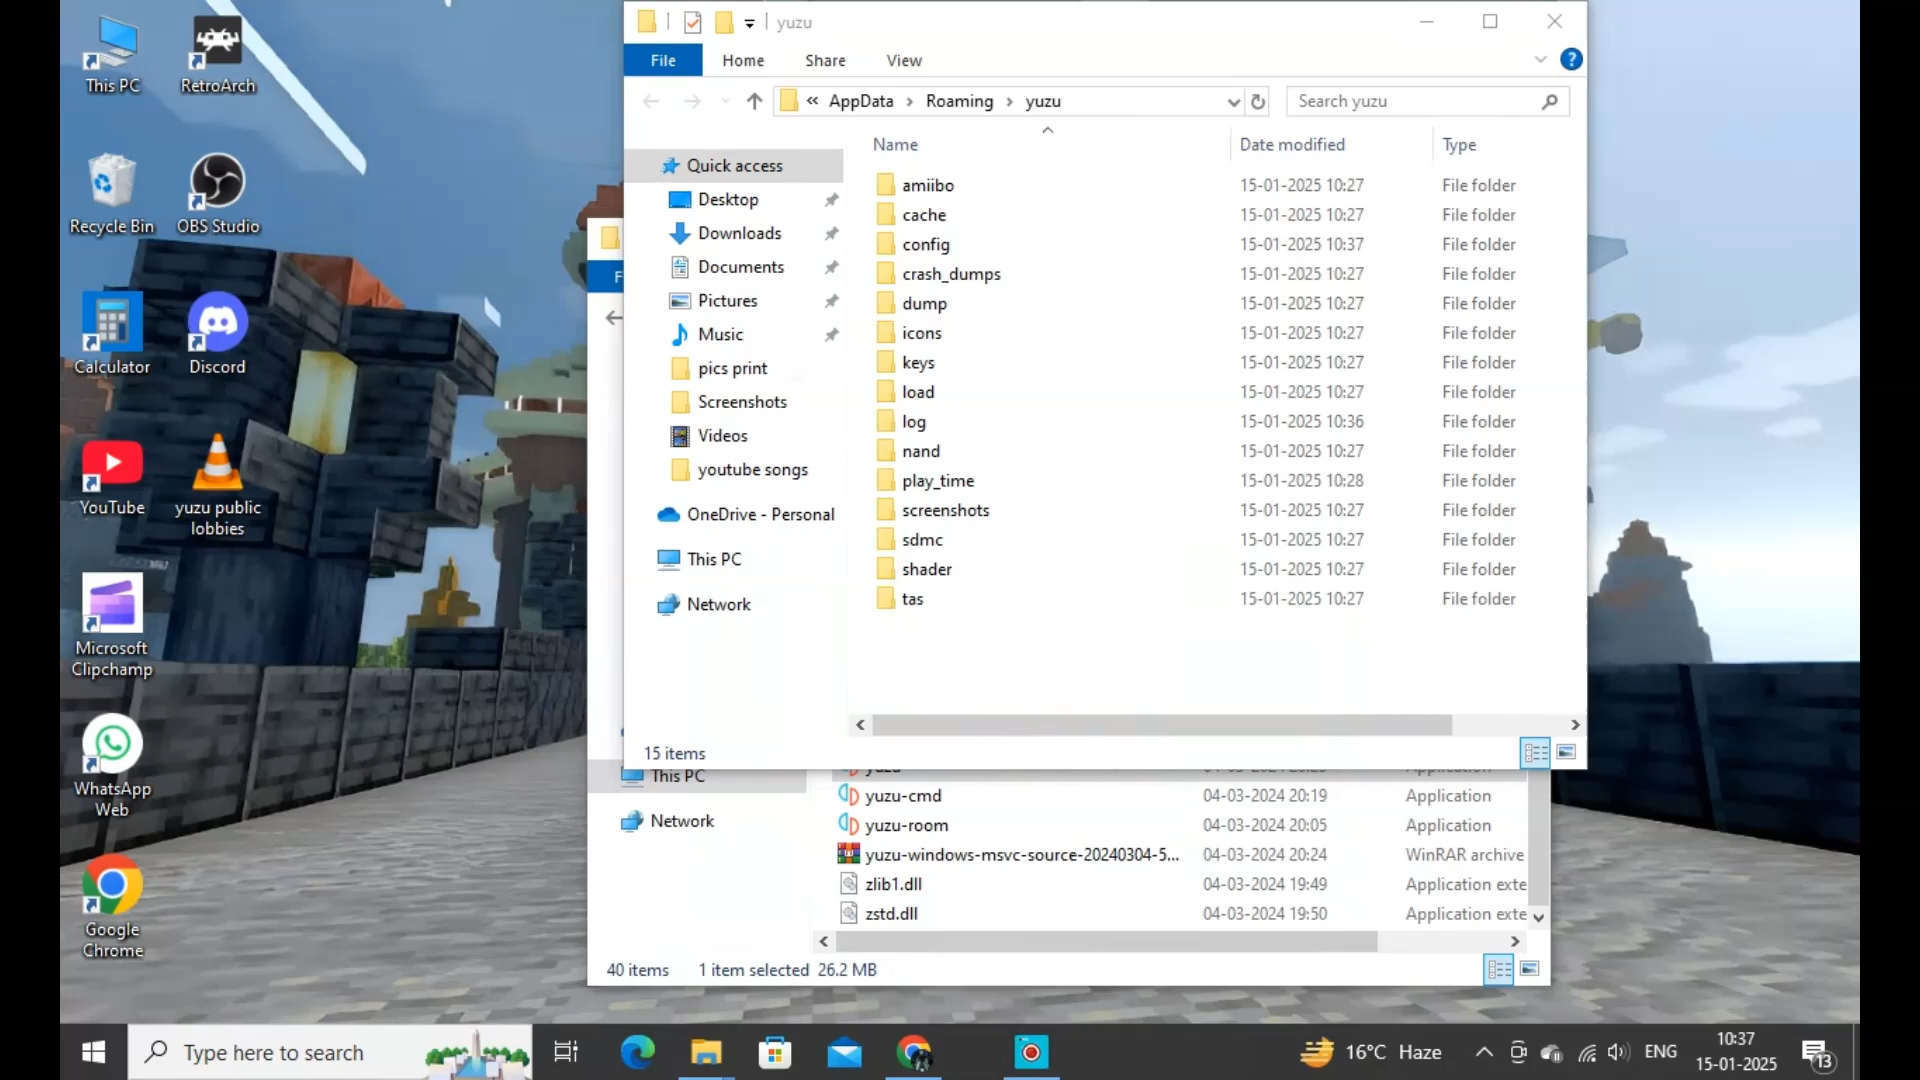 This PC
RetroArch
Recycle Bin
OBS Studio
Calculator
Discord
YouTube
yuzu public
lobbies
Microsoft
Clipchamp
WhatsApp
Web
Google
Chrome
yuzu
File
Home
Share
View
?
« AppData › Roaming › yuzu
Search yuzu
Name
Date modified
Type
Quick access
Desktop
Downloads
Documents
Pictures
Music
pics print
Screenshots
Videos
youtube songs
OneDrive - Personal
This PC
Network
amiibo 15-01-2025 10:27 File folder
cache 15-01-2025 10:27 File folder
config 15-01-2025 10:37 File folder
crash_dumps 15-01-2025 10:27 File folder
dump 15-01-2025 10:27 File folder
icons 15-01-2025 10:27 File folder
keys 15-01-2025 10:27 File folder
load 15-01-2025 10:27 File folder
log 15-01-2025 10:36 File folder
nand 15-01-2025 10:27 File folder
play_time 15-01-2025 10:28 File folder
screenshots 15-01-2025 10:27 File folder
sdmc 15-01-2025 10:27 File folder
shader 15-01-2025 10:27 File folder
tas 15-01-2025 10:27 File folder
15 items
This PC
Network
yuzu-cmd 04-03-2024 20:19 Application
yuzu-room 04-03-2024 20:05 Application
yuzu-windows-msvc-source-20240304-5... 04-03-2024 20:24 WinRAR archive
zlib1.dll 04-03-2024 19:49 Application exte
zstd.dll 04-03-2024 19:50 Application exte
40 items 1 item selected 26.2 MB
Type here to search
16°C Haze
ENG
10:37
15-01-2025
13